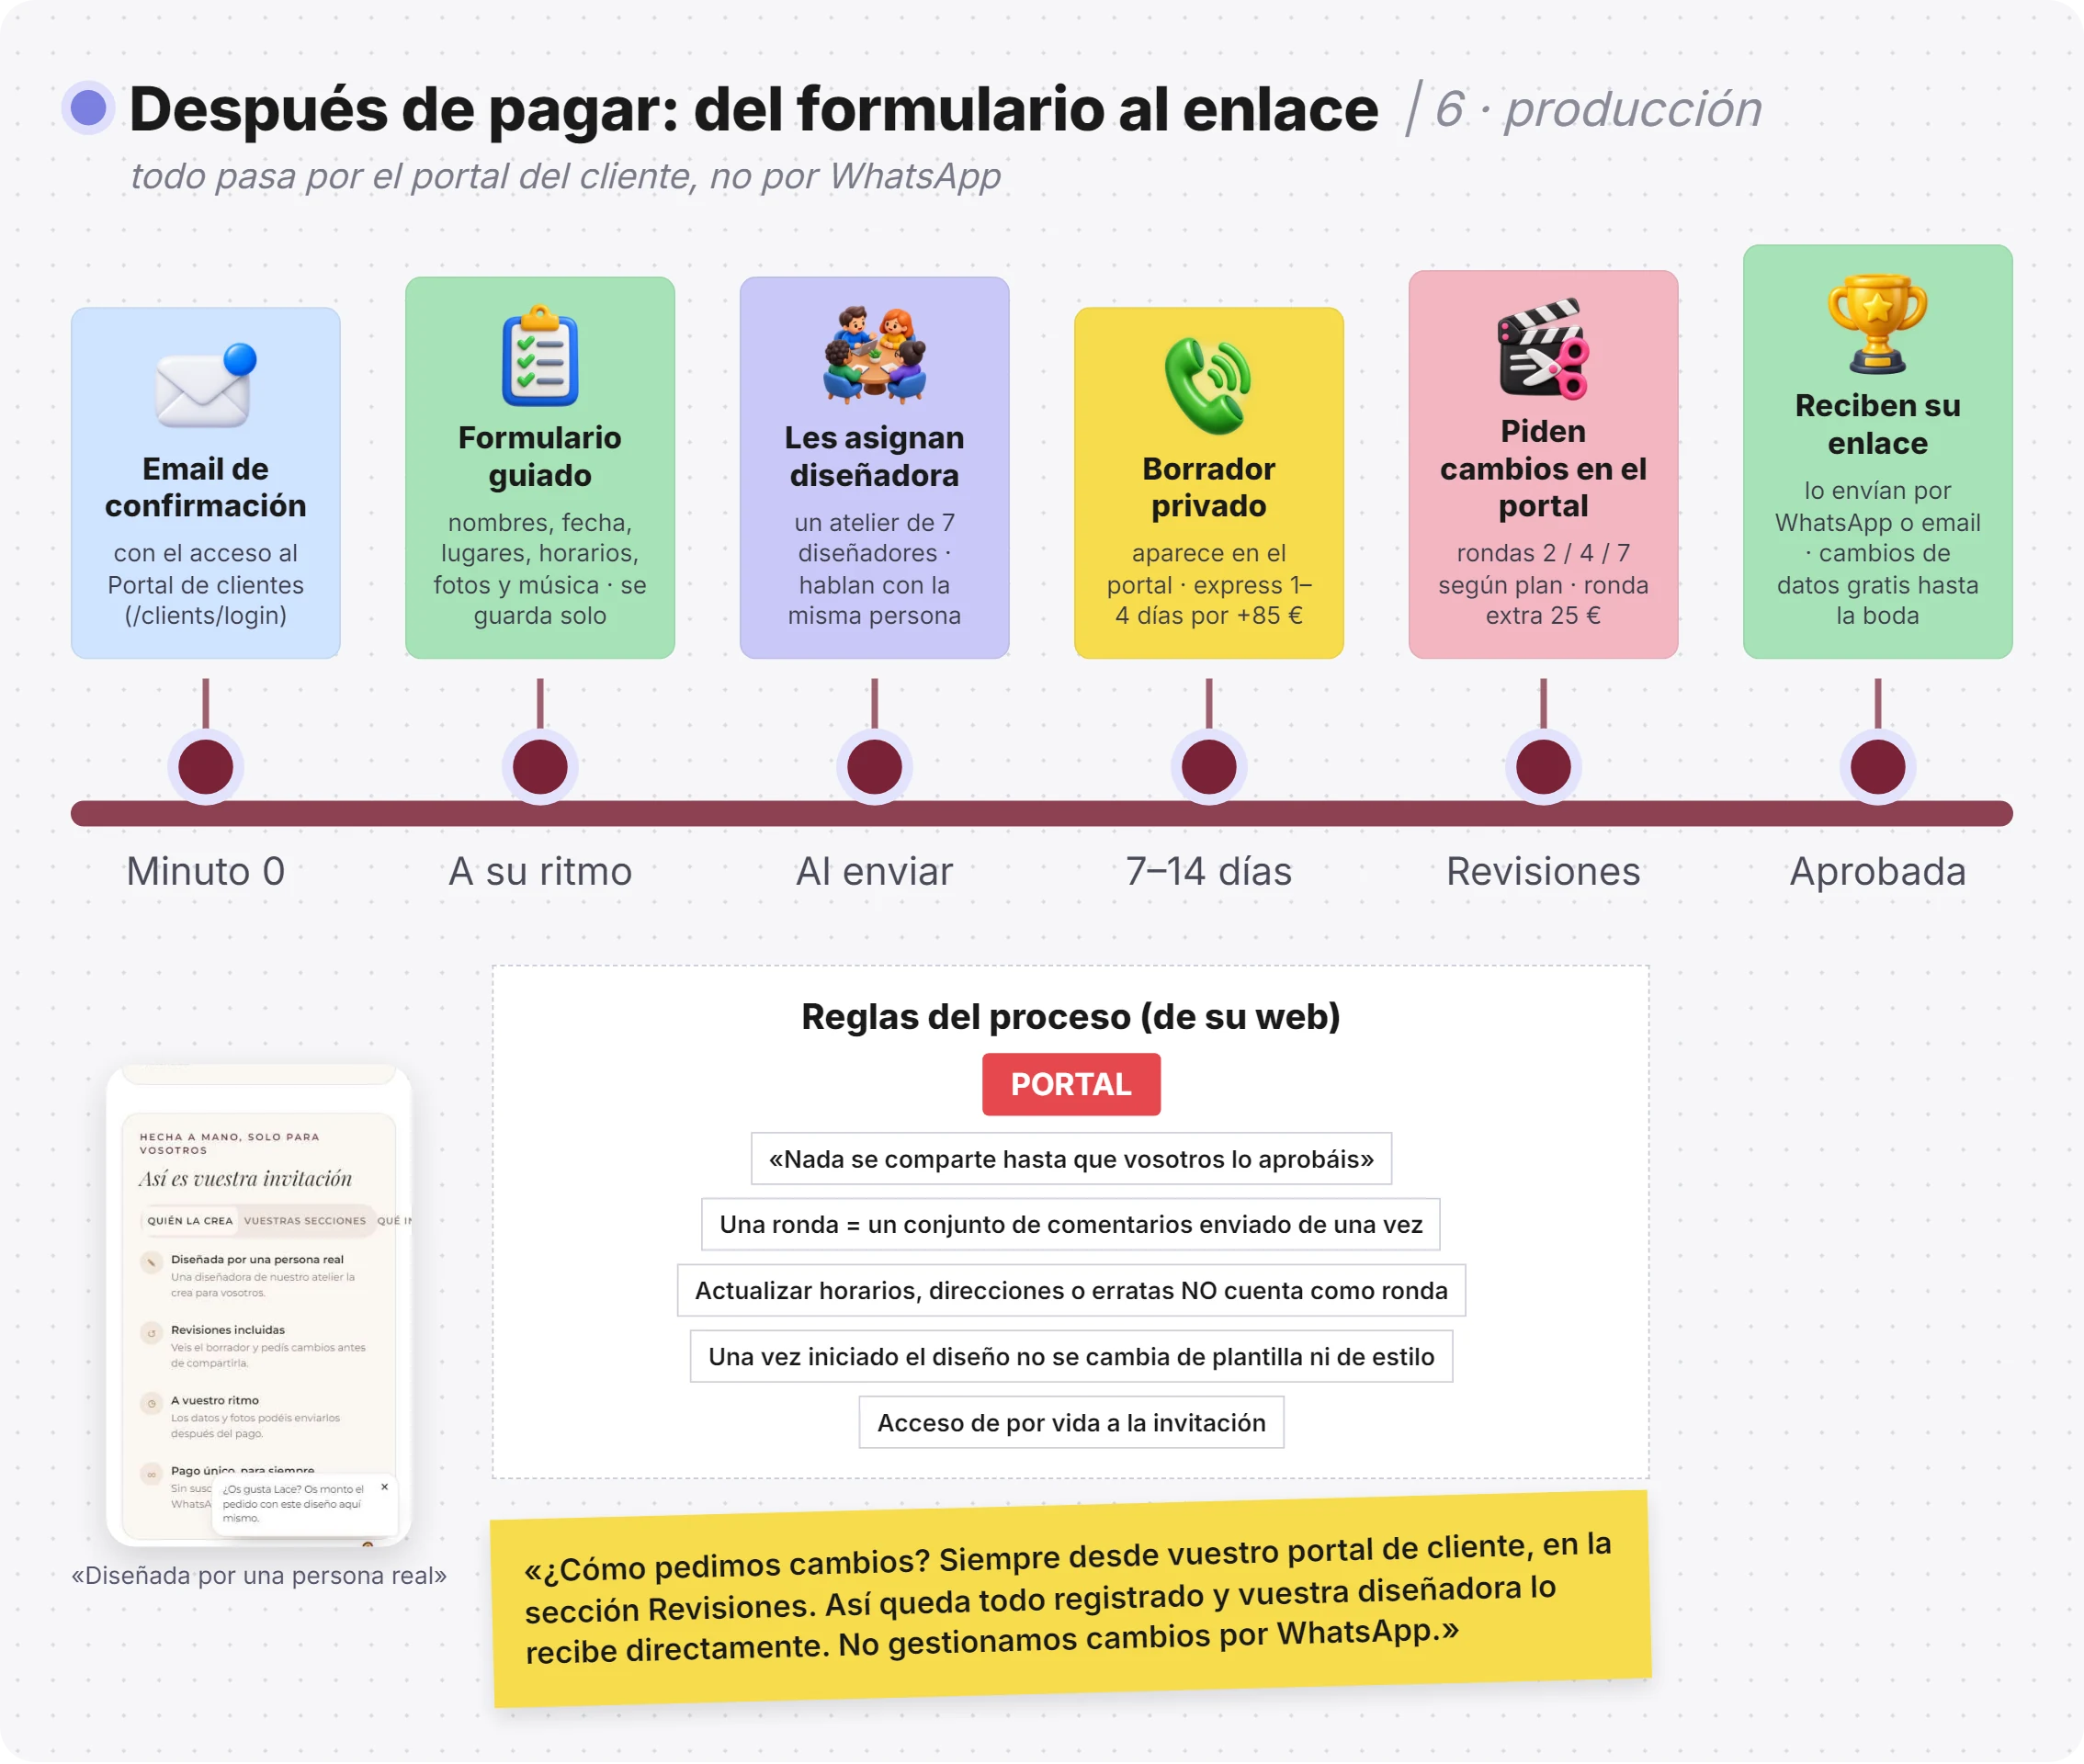 Después de pagar: del formulario al enlace | 6 · producción
todo pasa por el portal del cliente, no por WhatsApp
Email de
confirmación
con el acceso al
Portal de clientes
(/clients/login)
Formulario
guiado
nombres, fecha,
lugares, horarios,
fotos y música · se
guarda solo
Les asignan
diseñadora
un atelier de 7
diseñadores ·
hablan con la
misma persona
Borrador
privado
aparece en el
portal · express 1–
4 días por +85 €
Piden
cambios en el
portal
rondas 2 / 4 / 7
según plan · ronda
extra 25 €
Reciben su
enlace
lo envían por
WhatsApp o email
· cambios de
datos gratis hasta
la boda
Minuto 0
A su ritmo
Al enviar
7–14 días
Revisiones
Aprobada
HECHA A MANO, SOLO PARA
VOSOTROS
Así es vuestra invitación
QUIÉN LA CREA VUESTRAS SECCIONES QUÉ
Diseñada por una persona real
Una diseñadora de nuestro atelier la
crea para vosotros.
Revisiones incluidas
Veis el borrador y pedís cambios antes
de compartirla.
A vuestro ritmo
Los datos y fotos podéis enviarlos
después del pago.
Pago único, para siempre
Sin
¿Os gusta Lace? Os monto el
pedido con este diseño aquí
mismo.
«Diseñada por una persona real»
Reglas del proceso (de su web)
PORTAL
«Nada se comparte hasta que vosotros lo aprobáis»
Una ronda = un conjunto de comentarios enviado de una vez
Actualizar horarios, direcciones o erratas NO cuenta como ronda
Una vez iniciado el diseño no se cambia de plantilla ni de estilo
Acceso de por vida a la invitación
«¿Cómo pedimos cambios? Siempre desde vuestro portal de cliente, en la
sección Revisiones. Así queda todo registrado y vuestra diseñadora lo
recibe directamente. No gestionamos cambios por WhatsApp.»